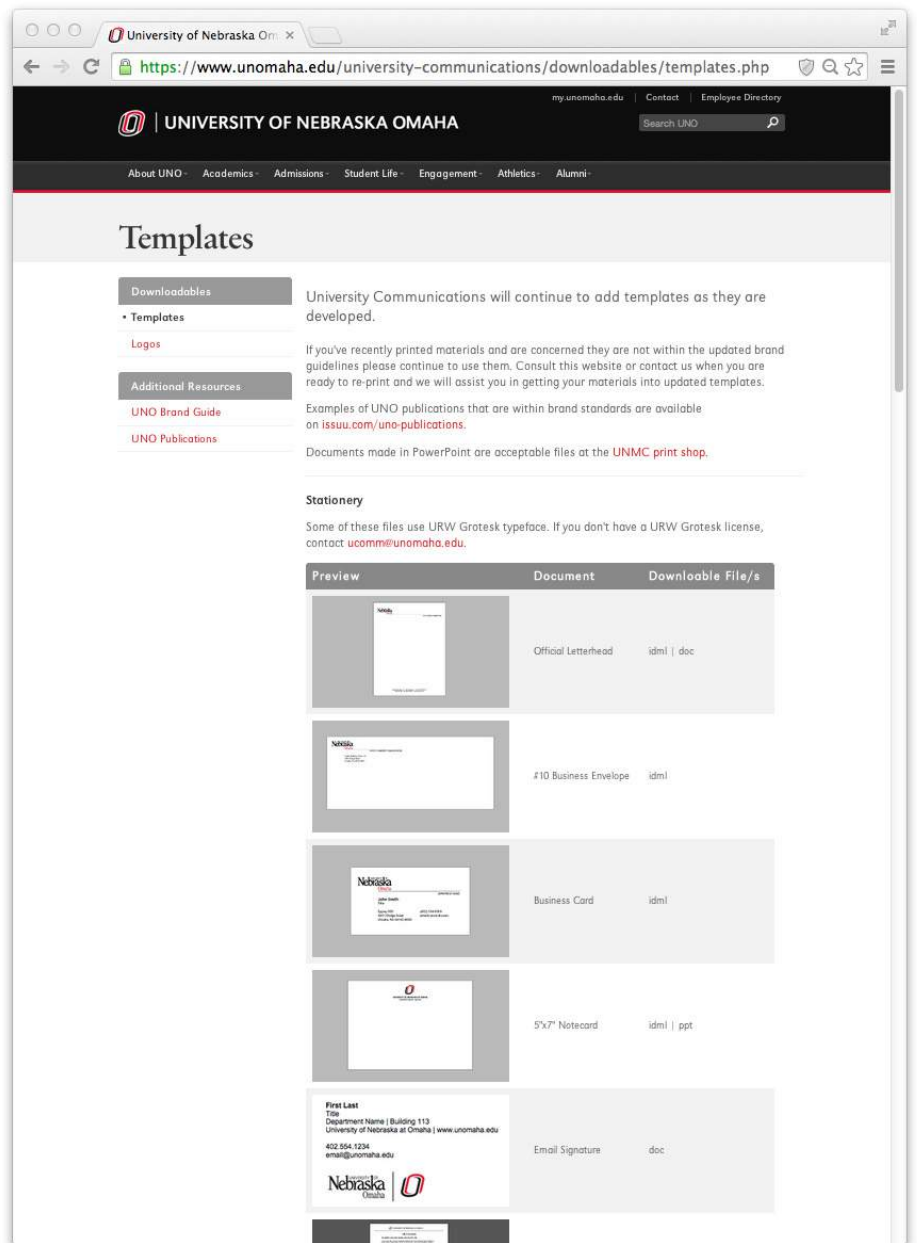 University of Nebraska Om
https://www.unomaha.edu/university-communications/downloadables/templates.php
my.unomaha.edu | Contact | Employee Directory
UNIVERSITY OF NEBRASKA OMAHA
Search UNO
About UNO Academics Admissions Student Life Engagement Athletics Alumni
Templates
Downloadables
• Templates
Logos
Additional Resources
UNO Brand Guide
UNO Publications
University Communications will continue to add templates as they are
developed.
If you've recently printed materials and are concerned they are not within the updated brand
guidelines please continue to use them. Consult this website or contact us when you are
ready to re-print and we will assist you in getting your materials into updated templates.
Examples of UNO publications that are within brand standards are available
on issuu.com/uno-publications.
Documents made in PowerPoint are acceptable files at the UNMC print shop.
Stationery
Some of these files use URW Grotesk typeface. If you don't have a URW Grotesk license,
contact ucomm@unomaha.edu.
Preview Document Downloable File/s
Nebraska
Official Letterhead idml | doc
Nebraska
Omaha
#10 Business Envelope idml
Nebraska
Omaha
John Smith
Title
Business Card idml
5"x7" Notecard idml | ppt
First Last
Title
Department Name | Building 113
University of Nebraska at Omaha | www.unomaha.edu
402.554.1234
email@unomaha.edu
UNIVERSITY OF
Nebraska
Omaha
Email Signature doc